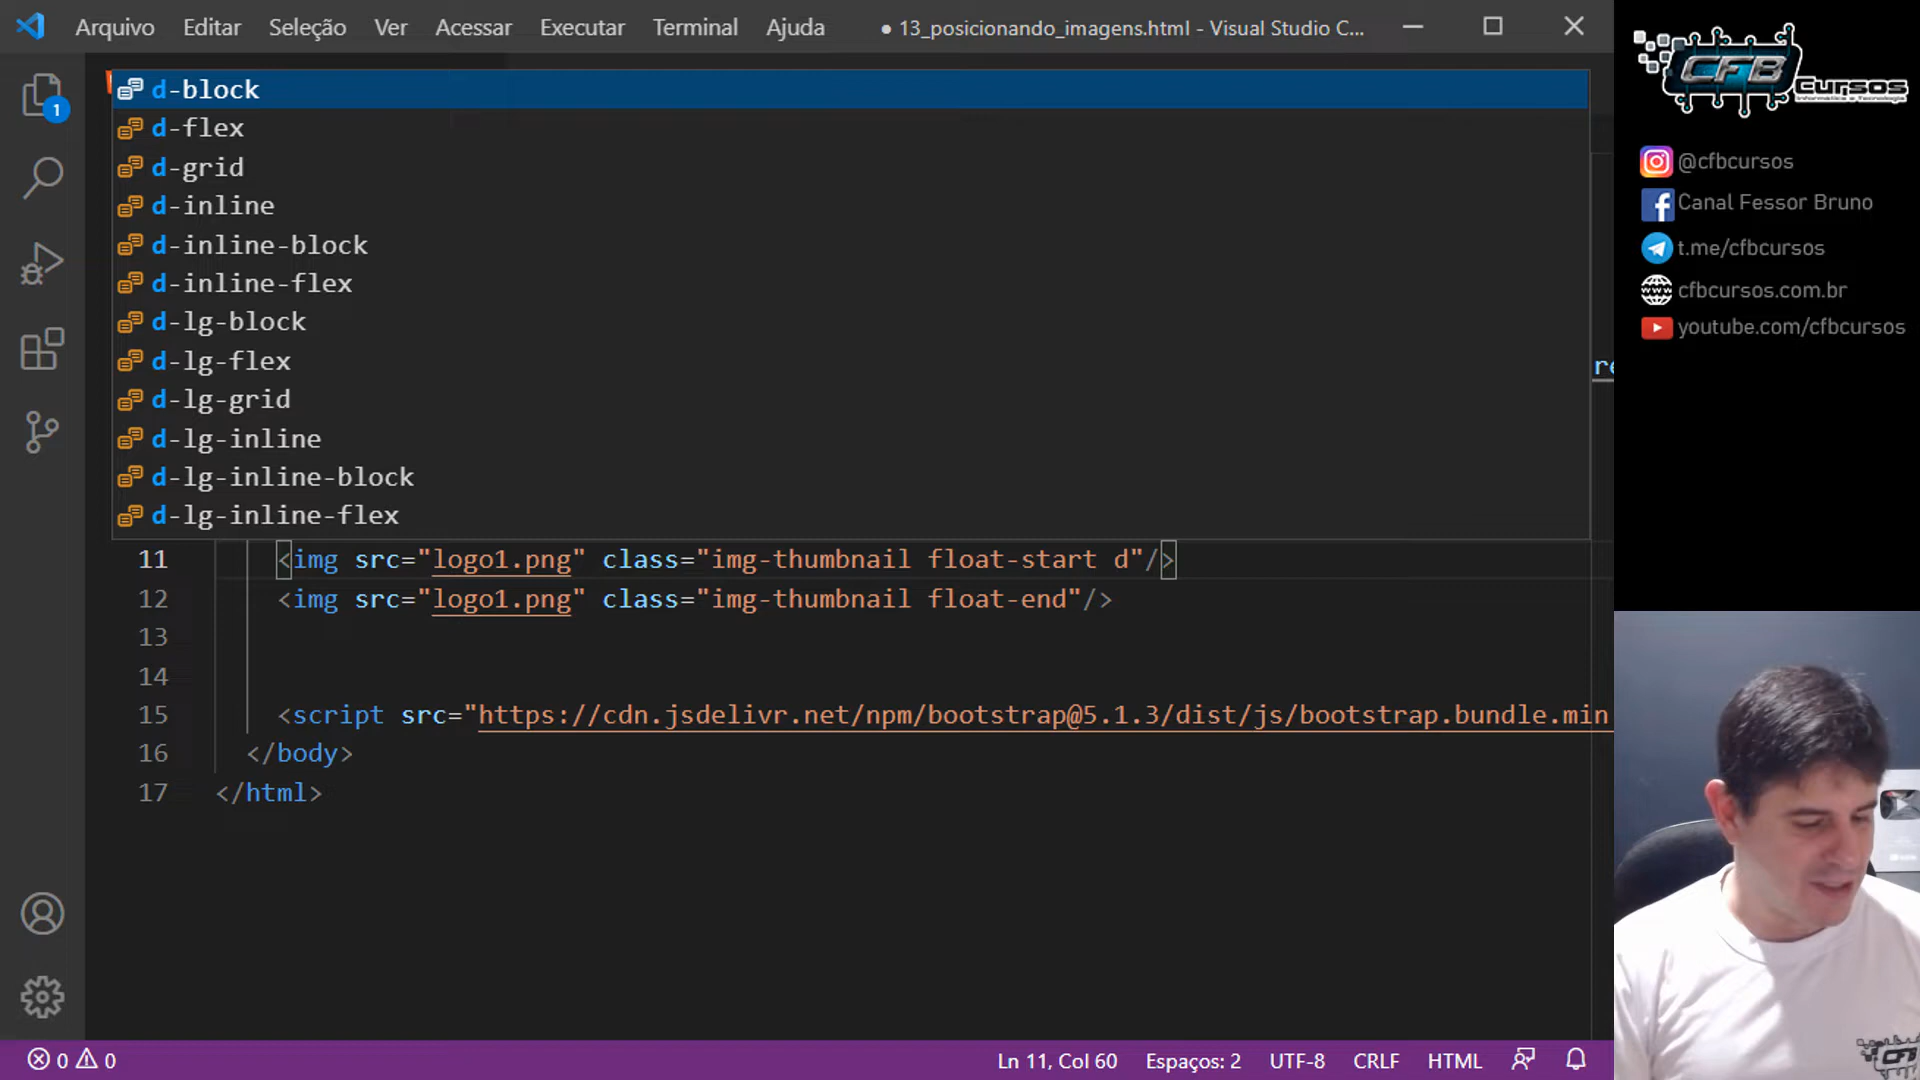 Arquivo Editar Seleção Ver Acessar Executar Terminal Ajuda ● 13_posicionando_imagens.html - Visual Studio C...
1
d-block
d-flex
d-grid
d-inline
d-inline-block
d-inline-flex
d-lg-block
d-lg-flex
d-lg-grid
d-lg-inline
d-lg-inline-block
d-lg-inline-flex
re
11 <img src="logo1.png" class="img-thumbnail float-start d"/>
12 <img src="logo1.png" class="img-thumbnail float-end"/>
13
14
15 <script src="https://cdn.jsdelivr.net/npm/bootstrap@5.1.3/dist/js/bootstrap.bundle.min
16 </body>
17 </html>
0 0 Ln 11, Col 60 Espaços: 2 UTF-8 CRLF HTML
CFB Cursos
@cfbcursos
Canal Fessor Bruno
t.me/cfbcursos
www cfbcursos.com.br
youtube.com/cfbcursos
CFB